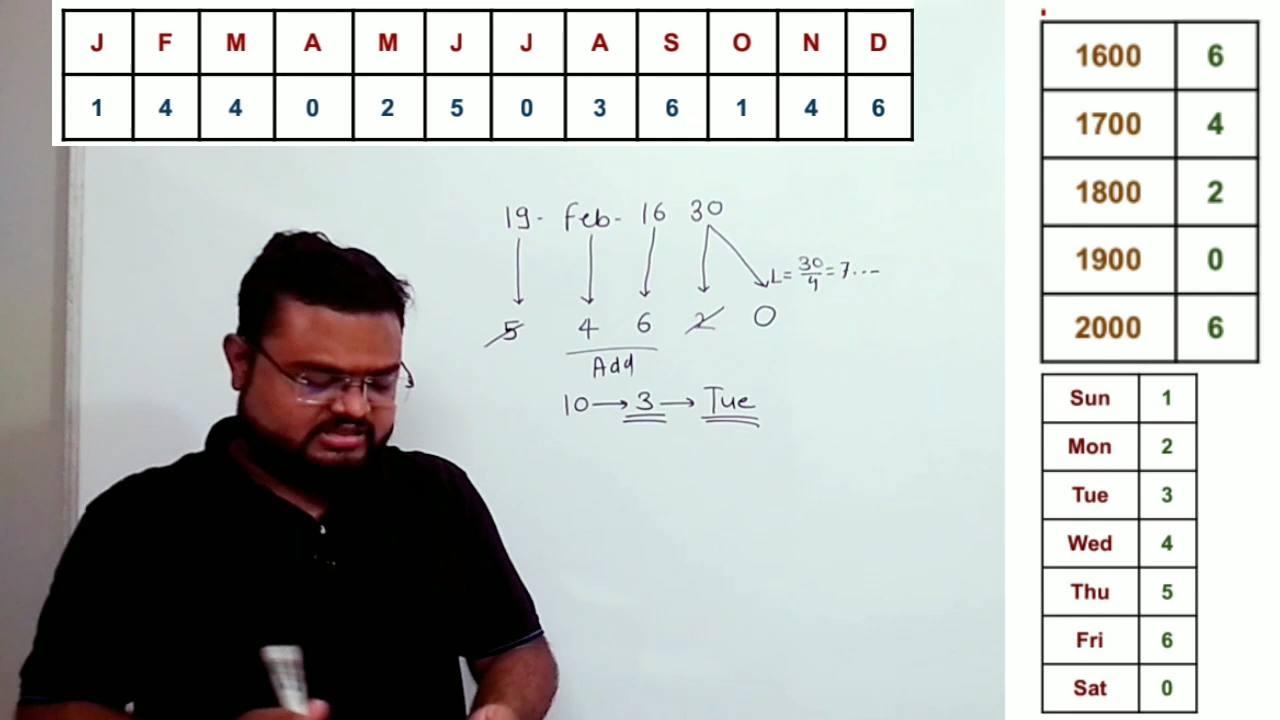 J F M A M J J A S O N D
1 4 4 0 2 5 0 3 6 1 4 6
19- Feb- 16 30
L = 30/4 = 7...
5 4 6 2 0
Add
10 → 3 → Tue
1600 6
1700 4
1800 2
1900 0
2000 6
Sun 1
Mon 2
Tue 3
Wed 4
Thu 5
Fri 6
Sat 0